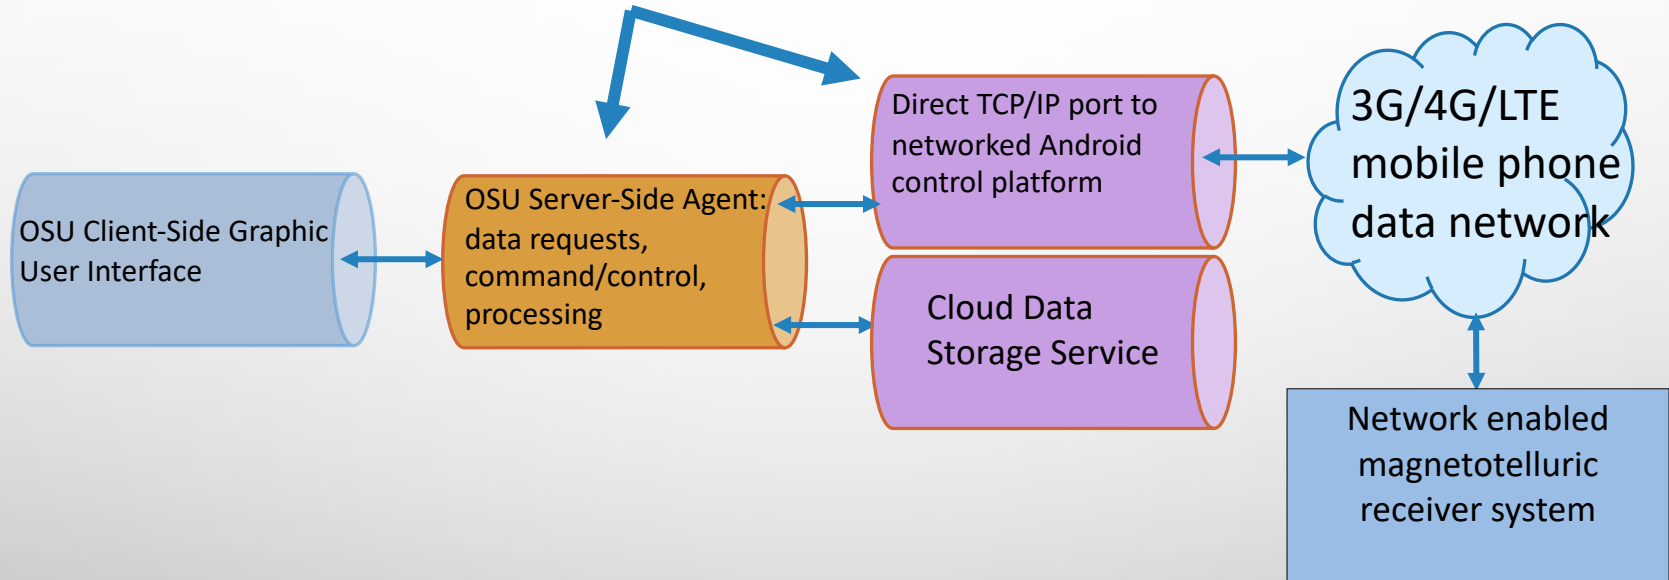 OSU Client-Side Graphic
User Interface
OSU Server-Side Agent:
data requests,
command/control,
processing
Direct TCP/IP port to
networked Android
control platform
Cloud Data
Storage Service
3G/4G/LTE
mobile phone
data network
Network enabled
magnetotelluric
receiver system